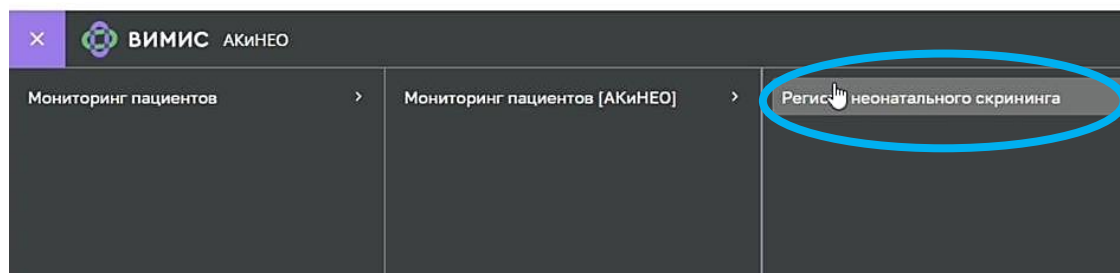 × ВИМИС АКиНЕО
Мониторинг пациентов >
Мониторинг пациентов [АКиНЕО] >
неонатального скрининга